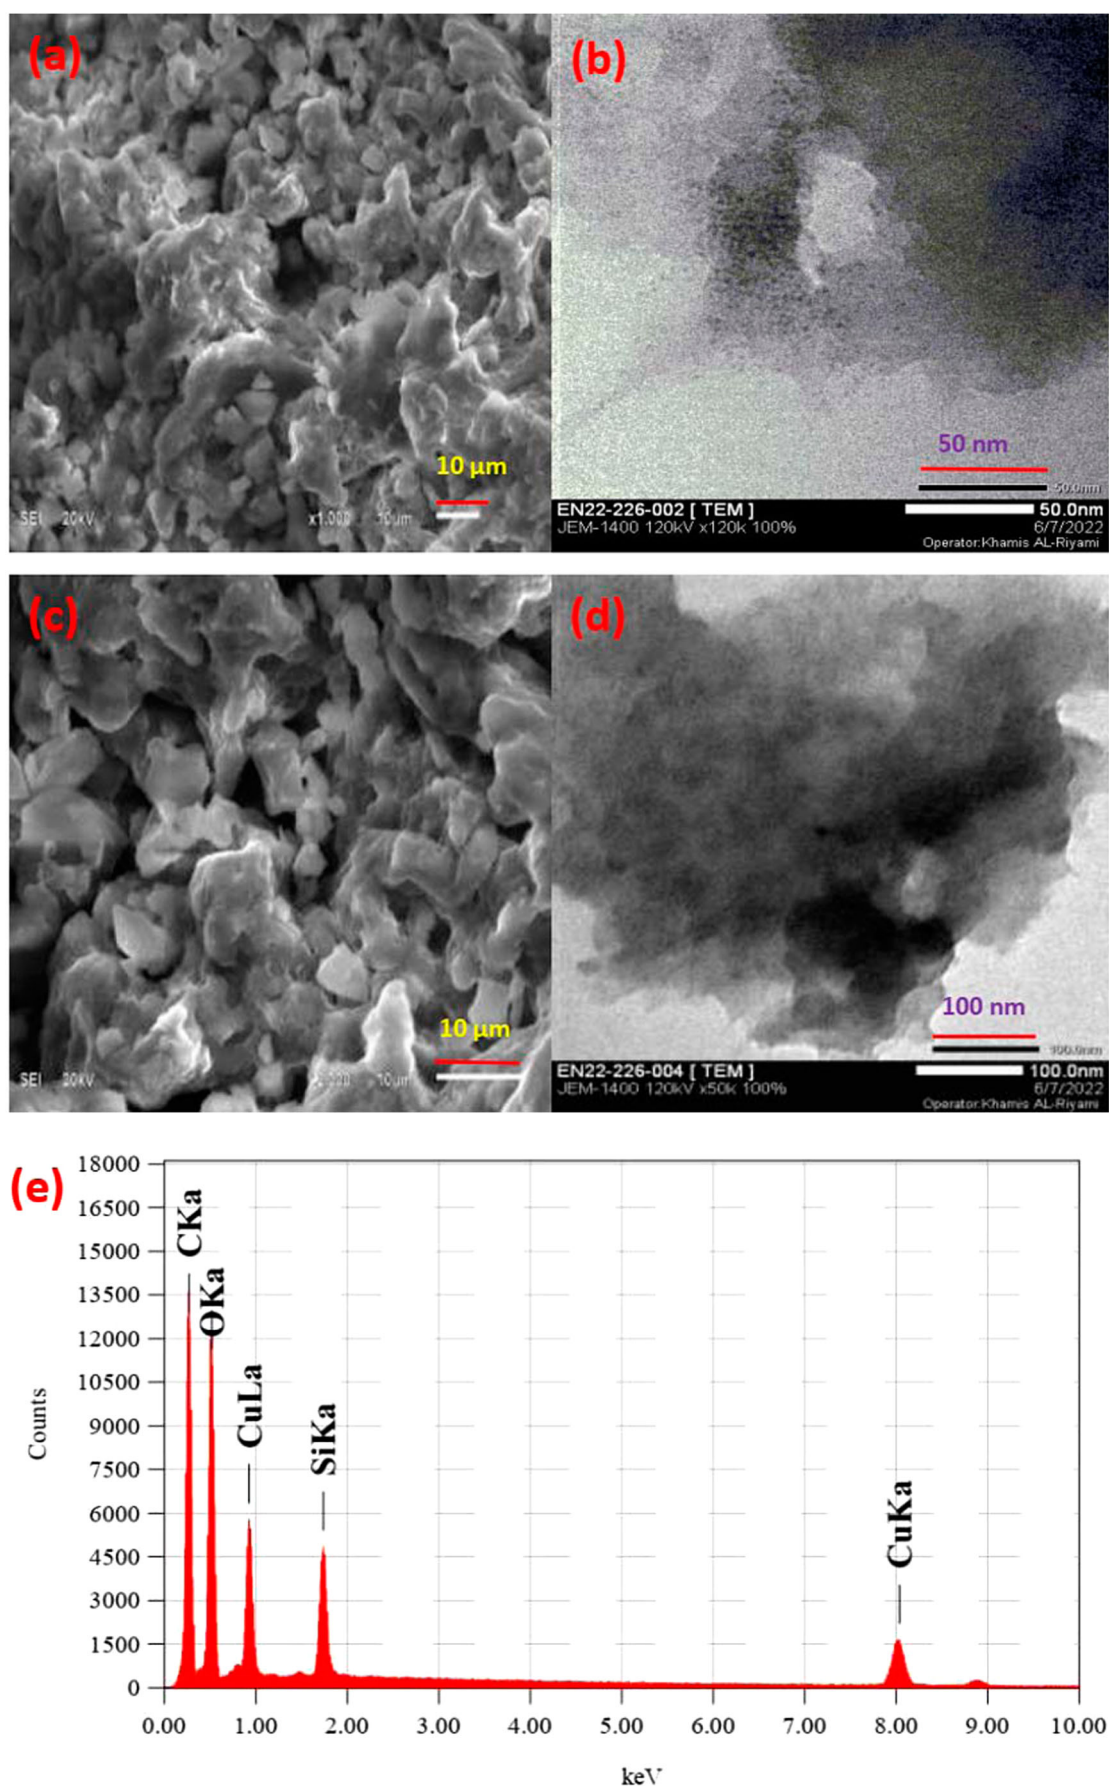 (a)
10 µm
SEI 20kV x1,000 10µm
(b)
50 nm
50.0nm
EN22-226-002 [ TEM ] 50.0nm
JEM-1400 120kV x120k 100% 6/7/2022
Operator:Khamis AL-Riyami
(c)
10 µm
SEI 20kV 10µm
(d)
100 nm
100.0nm
EN22-226-004 [ TEM ] 100.0nm
JEM-1400 120kV x50k 100% 6/7/2022
Operator:Khamis AL-Riyami
(e)
18000
16500
15000
13500
12000
10500
9000
7500
6000
4500
3000
1500
0
Counts
CKa
OKa
CuLa
SiKa
CuKa
0.00 1.00 2.00 3.00 4.00 5.00 6.00 7.00 8.00 9.00 10.00
keV